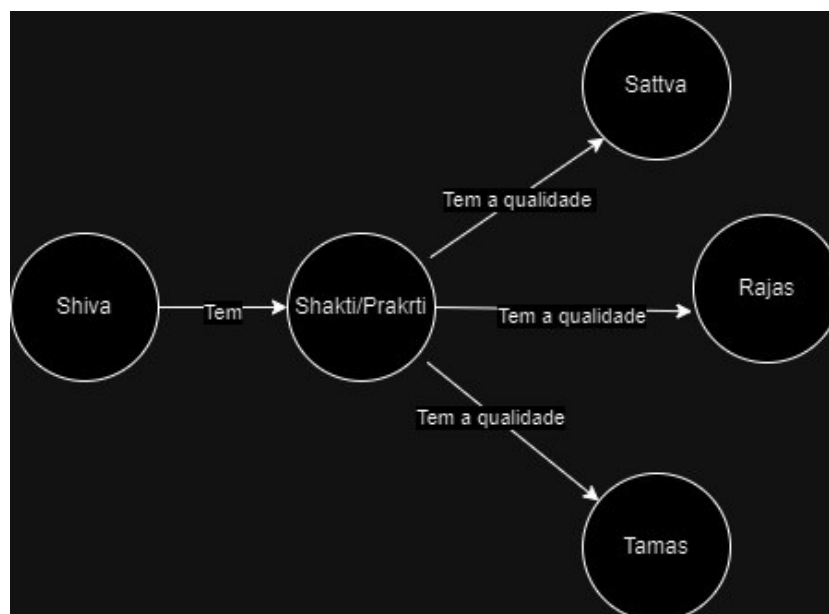 Sattva
Tem a qualidade
Shiva
Tem
Shakti/Prakrti
Tem a qualidade
Rajas
Tem a qualidade
Tamas